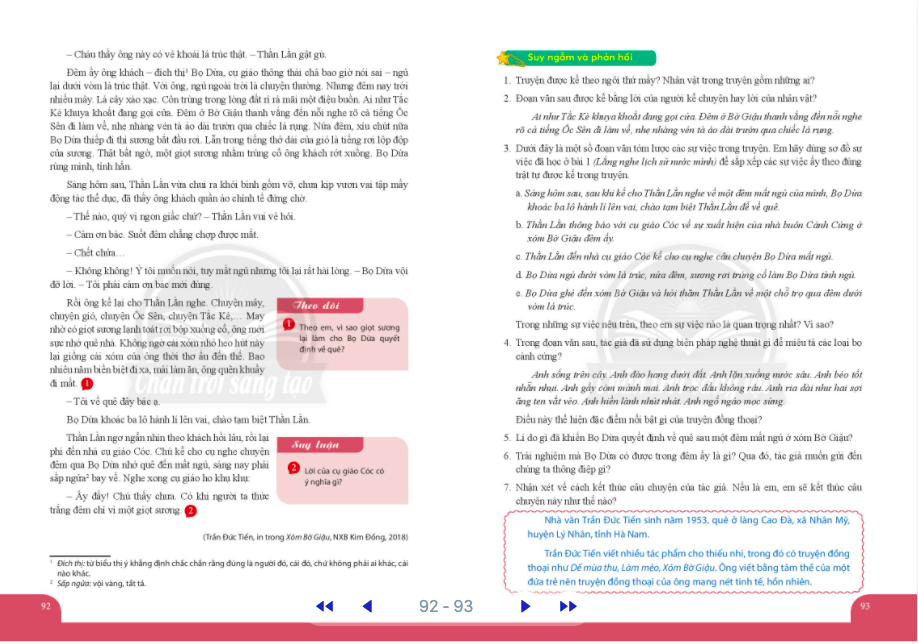 – Cháu thấy ông này có vẻ khoái lá trúc thật. – Thằn Lằn gật gù.
Đêm ấy ông khách – đích thị¹ Bọ Dừa, cụ giáo thông thái chả bao giờ nói sai – ngủ
lại dưới vòm lá trúc thật. Với ông, ngủ ngoài trời là chuyện thường. Nhưng đêm nay trời
nhiều mây. Lá cây xào xạc. Côn trùng trong lòng đất rỉ rả mãi một điệu buồn. Ai như Tắc
Kè khuya khoắt đang gọi cửa. Đêm ở Bờ Giậu thanh vắng đến nỗi nghe rõ cả tiếng Ốc
Sên đi làm về, nhẹ nhàng vén tà áo dài trườn qua chiếc lá rụng. Nửa đêm, xíu chút nữa
Bọ Dừa thiếp đi thì sương bắt đầu rơi. Lẫn trong tiếng thở dài của gió là tiếng rơi lộp độp
của sương. Thật bất ngờ, một giọt sương nhằm trúng cổ ông khách rớt xuống. Bọ Dừa
rùng mình, tỉnh hẳn.
Sáng hôm sau, Thằn Lằn vừa chui ra khỏi bình gốm vỡ, chưa kịp vươn vai tập mấy
động tác thể dục, đã thấy ông khách quần áo chỉnh tề đứng chờ.
– Thế nào, quý vị ngon giấc chứ? – Thằn Lằn vui vẻ hỏi.
– Cảm ơn bác. Suốt đêm chẳng chợp được mắt.
– Chết chửa…
– Không không! Ý tôi muốn nói, tuy mất ngủ nhưng tôi lại rất hài lòng. – Bọ Dừa vội
đỡ lời. – Tôi phải cảm ơn bác mới đúng.
Rồi ông kể lại cho Thằn Lằn nghe. Chuyện mây,
chuyện gió, chuyện Ốc Sên, chuyện Tắc Kè,… May
nhờ có giọt sương lạnh toát rơi bộp xuống cổ, ông mới
sực nhớ quê nhà. Không ngờ cái xóm nhỏ heo hút này
lại giống cái xóm của ông thời thơ ấu đến thế. Bao
nhiêu năm biền biệt đi xa, mải làm ăn, ông quên khuấy
đi mất. 1
Theo dõi
1 Theo em, vì sao giọt sương
lại làm cho Bọ Dừa quyết
định về quê?
– Tôi về quê đây bác ạ.
Bọ Dừa khoác ba lô hành lí lên vai, chào tạm biệt Thằn Lằn.
Thằn Lằn ngơ ngẩn nhìn theo khách hồi lâu, rồi lại
phi đến nhà cụ giáo Cóc. Chú kể cho cụ nghe chuyện
đêm qua Bọ Dừa nhớ quê đến mất ngủ, sáng nay phải
sấp ngửa² bay về. Nghe xong cụ giáo ho khụ khụ:
– Ấy đấy! Chú thấy chưa. Có khi người ta thức
trắng đêm chỉ vì một giọt sương. 2
Suy luận
2 Lời của cụ giáo Cóc có
ý nghĩa gì?
(Trần Đức Tiến, in trong Xóm Bờ Giậu, NXB Kim Đồng, 2018)
¹ Đích thị: từ biểu thị ý khẳng định chắc chắn rằng đúng là người đó, cái đó, chứ không phải ai khác, cái
nào khác.
² Sấp ngửa: vội vàng, tất tả.
92
Chân trời sáng tạo
Suy ngẫm và phản hồi
1. Truyện được kể theo ngôi thứ mấy? Nhân vật trong truyện gồm những ai?
2. Đoạn văn sau được kể bằng lời của người kể chuyện hay lời của nhân vật?
Ai như Tắc Kè khuya khoắt đang gọi cửa. Đêm ở Bờ Giậu thanh vắng đến nỗi nghe
rõ cả tiếng Ốc Sên đi làm về, nhẹ nhàng vén tà áo dài trườn qua chiếc lá rụng.
3. Dưới đây là một số đoạn văn tóm lược các sự việc trong truyện. Em hãy dùng sơ đồ sự
việc đã học ở bài 1 (Lắng nghe lịch sử nước mình) để sắp xếp các sự việc ấy theo đúng
trật tự được kể trong truyện.
a. Sáng hôm sau, sau khi kể cho Thằn Lằn nghe về một đêm mất ngủ của mình, Bọ Dừa
khoác ba lô hành lí lên vai, chào tạm biệt Thằn Lằn để về quê.
b. Thằn Lằn thông báo với cụ giáo Cóc về sự xuất hiện của nhà buôn Cánh Cứng ở
xóm Bờ Giậu đêm ấy.
c. Thằn Lằn đến nhà cụ giáo Cóc kể cho cụ nghe câu chuyện Bọ Dừa mất ngủ.
d. Bọ Dừa ngủ dưới vòm lá trúc, nửa đêm, sương rơi trúng cổ làm Bọ Dừa tỉnh ngủ.
e. Bọ Dừa ghé đến xóm Bờ Giậu và hỏi thăm Thằn Lằn về một chỗ trọ qua đêm dưới
vòm lá trúc.
Trong những sự việc nêu trên, theo em sự việc nào là quan trọng nhất? Vì sao?
4. Trong đoạn văn sau, tác giả đã sử dụng biện pháp nghệ thuật gì để miêu tả các loại bọ
cánh cứng?
Anh sống trên cây. Anh đào hang dưới đất. Anh lặn xuống nước sâu. Anh béo tốt
nhẵn nhụi. Anh gầy còm mảnh mai. Anh trọc đầu không râu. Anh ria dài như hai sợi
ăng ten vắt vẻo. Anh hiền lành nhút nhát. Anh ngổ ngáo mọc sừng.
Điều này thể hiện đặc điểm nổi bật gì của truyện đồng thoại?
5. Lí do gì đã khiến Bọ Dừa quyết định về quê sau một đêm mất ngủ ở xóm Bờ Giậu?
6. Trải nghiệm mà Bọ Dừa có được trong đêm ấy là gì? Qua đó, tác giả muốn gửi đến
chúng ta thông điệp gì?
7. Nhận xét về cách kết thúc câu chuyện của tác giả. Nếu là em, em sẽ kết thúc câu
chuyện này như thế nào?
Nhà văn Trần Đức Tiến sinh năm 1953, quê ở làng Cao Đà, xã Nhân Mỹ,
huyện Lý Nhân, tỉnh Hà Nam.
Trần Đức Tiến viết nhiều tác phẩm cho thiếu nhi, trong đó có truyện đồng
thoại như Dế mùa thu, Làm mèo, Xóm Bờ Giậu. Ông viết bằng tâm thế của một
đứa trẻ nên truyện đồng thoại của ông mang nét tinh tế, hồn nhiên.
93
92 - 93